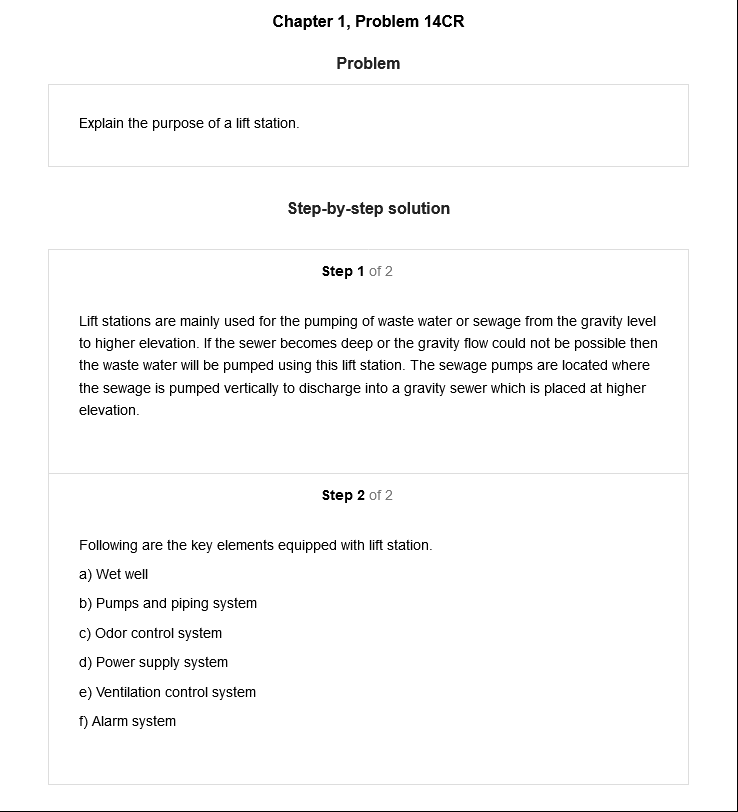 Chapter 1, Problem 14CR
Problem
Explain the purpose of a lift station.
Step-by-step solution
Step 1 of 2
Lift stations are mainly used for the pumping of waste water or sewage from the gravity level
to higher elevation. If the sewer becomes deep or the gravity flow could not be possible then
the waste water will be pumped using this lift station. The sewage pumps are located where
the sewage is pumped vertically to discharge into a gravity sewer which is placed at higher
elevation.
Step 2 of 2
Following are the key elements equipped with lift station.
a) Wet well
b) Pumps and piping system
c) Odor control system
d) Power supply system
e) Ventilation control system
f) Alarm system